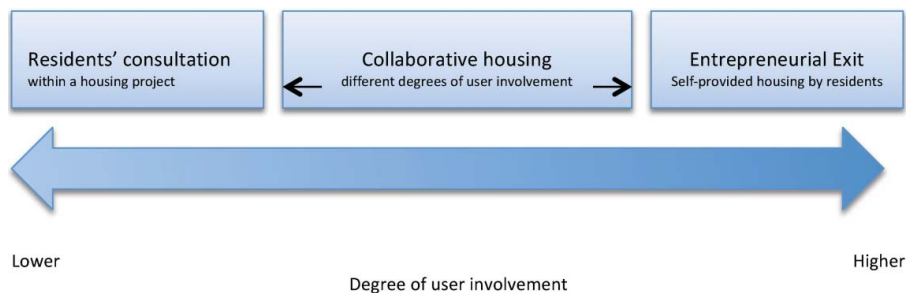 Residents’ consultation
within a housing project
Collaborative housing
different degrees of user involvement
Entrepreneurial Exit
Self-provided housing by residents
Lower
Higher
Degree of user involvement